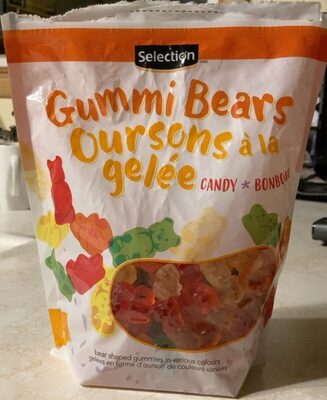 Selection
Gummi Bears
Oursons à la
gelée
CANDY * BONBONS
bear shaped gummies in various colours
gelées en forme d'ourson de couleurs variées